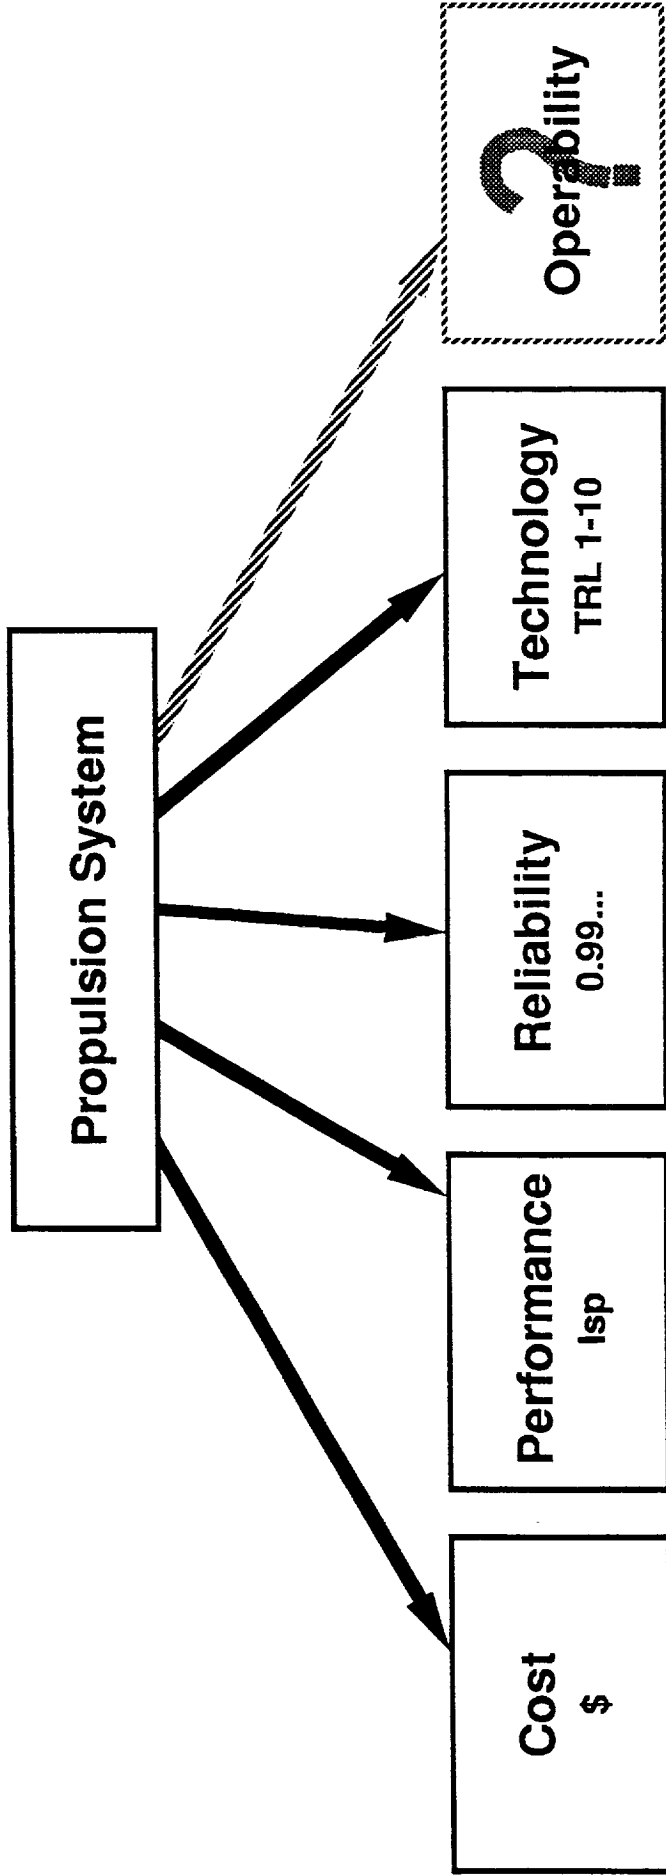 Propulsion System
Cost
$
Performance
Isp
Reliability
0.99...
Technology
TRL 1-10
?
Operability